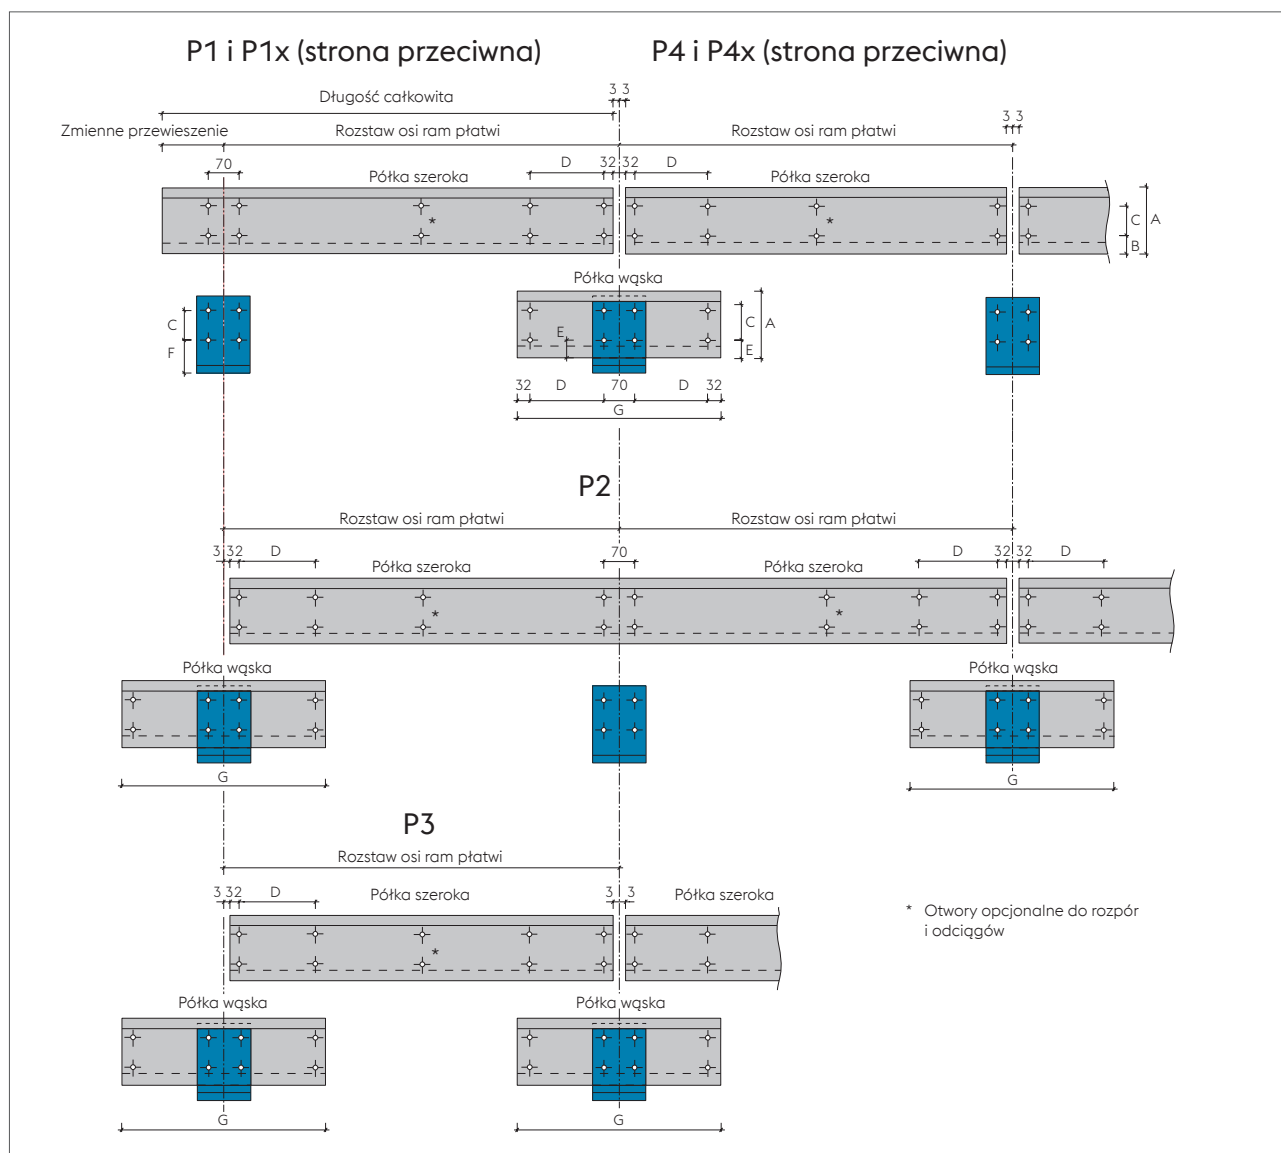 P1 i P1x (strona przeciwna) P4 i P4x (strona przeciwna)
Długość całkowita 3 3
Zmienne przewieszenie Rozstaw osi ram płatwi Rozstaw osi ram płatwi 3 3
70 D 32 32 D
Półka szeroka Półka szeroka
* * C A
B
Półka wąska
C F E C A E
32 D 70 D 32
G
P2
Rozstaw osi ram płatwi Rozstaw osi ram płatwi
3 32 D 70 D 32 32 D
Półka szeroka Półka szeroka
* *
Półka wąska Półka wąska
G G
P3
Rozstaw osi ram płatwi
3 32 D 3 3
Półka szeroka Półka szeroka
*
* Otwory opcjonalne do rozpór
i odciągów
Półka wąska Półka wąska
G G